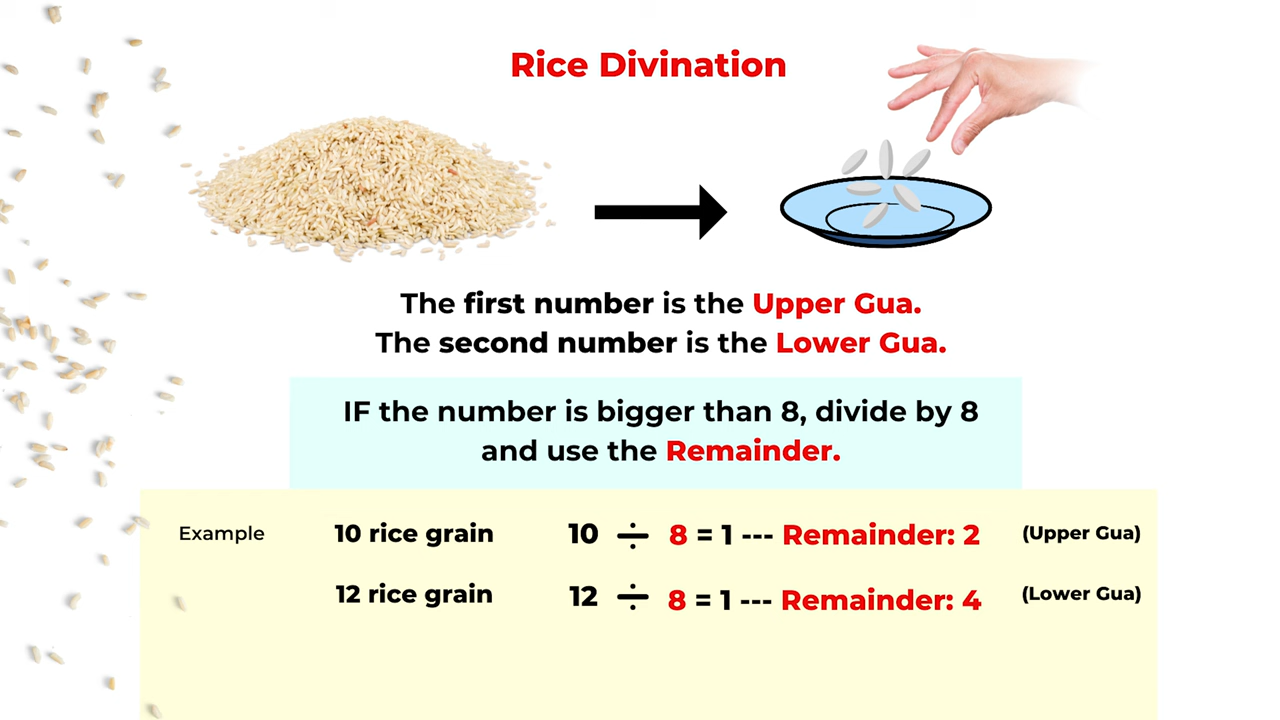 Rice Divination
The first number is the Upper Gua.
The second number is the Lower Gua.
IF the number is bigger than 8, divide by 8
and use the Remainder.
Example 10 rice grain 10 ÷ 8 = 1 --- Remainder: 2 (Upper Gua)
12 rice grain 12 ÷ 8 = 1 --- Remainder: 4 (Lower Gua)